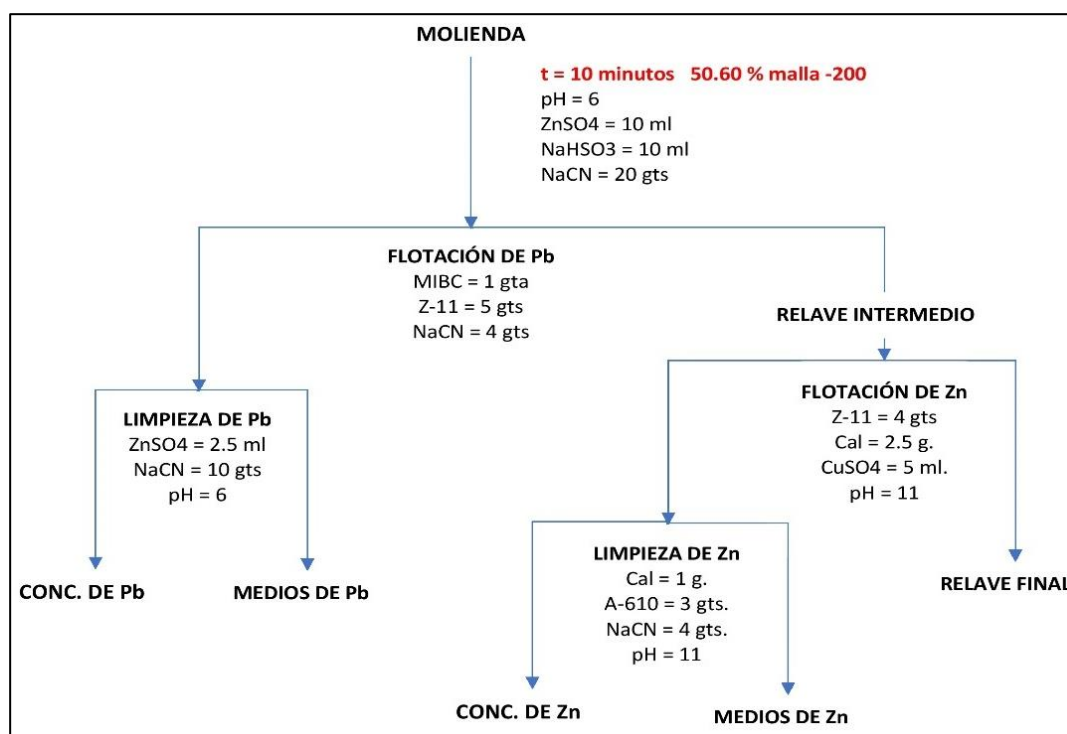 MOLIENDA
t = 10 minutos 50.60 % malla -200
pH = 6
ZnSO4 = 10 ml
NaHSO3 = 10 ml
NaCN = 20 gts
FLOTACIÓN DE Pb
MIBC = 1 gta
Z-11 = 5 gts
NaCN = 4 gts
RELAVE INTERMEDIO
LIMPIEZA DE Pb
ZnSO4 = 2.5 ml
NaCN = 10 gts
pH = 6
FLOTACIÓN DE Zn
Z-11 = 4 gts
Cal = 2.5 g.
CuSO4 = 5 ml.
pH = 11
CONC. DE Pb
MEDIOS DE Pb
LIMPIEZA DE Zn
Cal = 1 g.
A-610 = 3 gts.
NaCN = 4 gts.
pH = 11
RELAVE FINAL
CONC. DE Zn
MEDIOS DE Zn